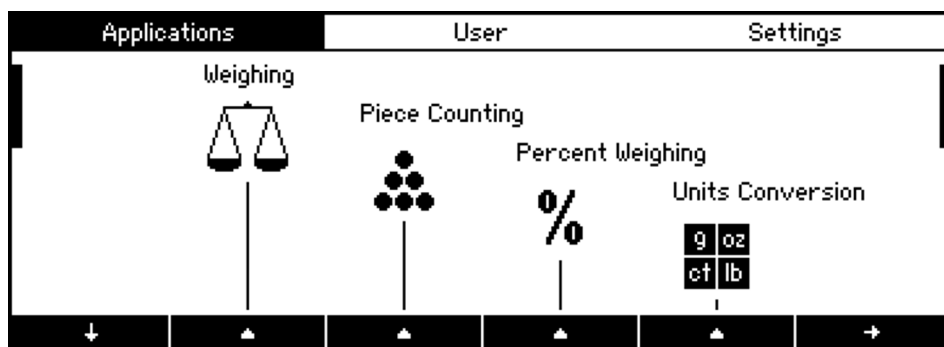 Applications User Settings
Weighing
Piece Counting
Percent Weighing
%
Units Conversion
g oz
ct lb